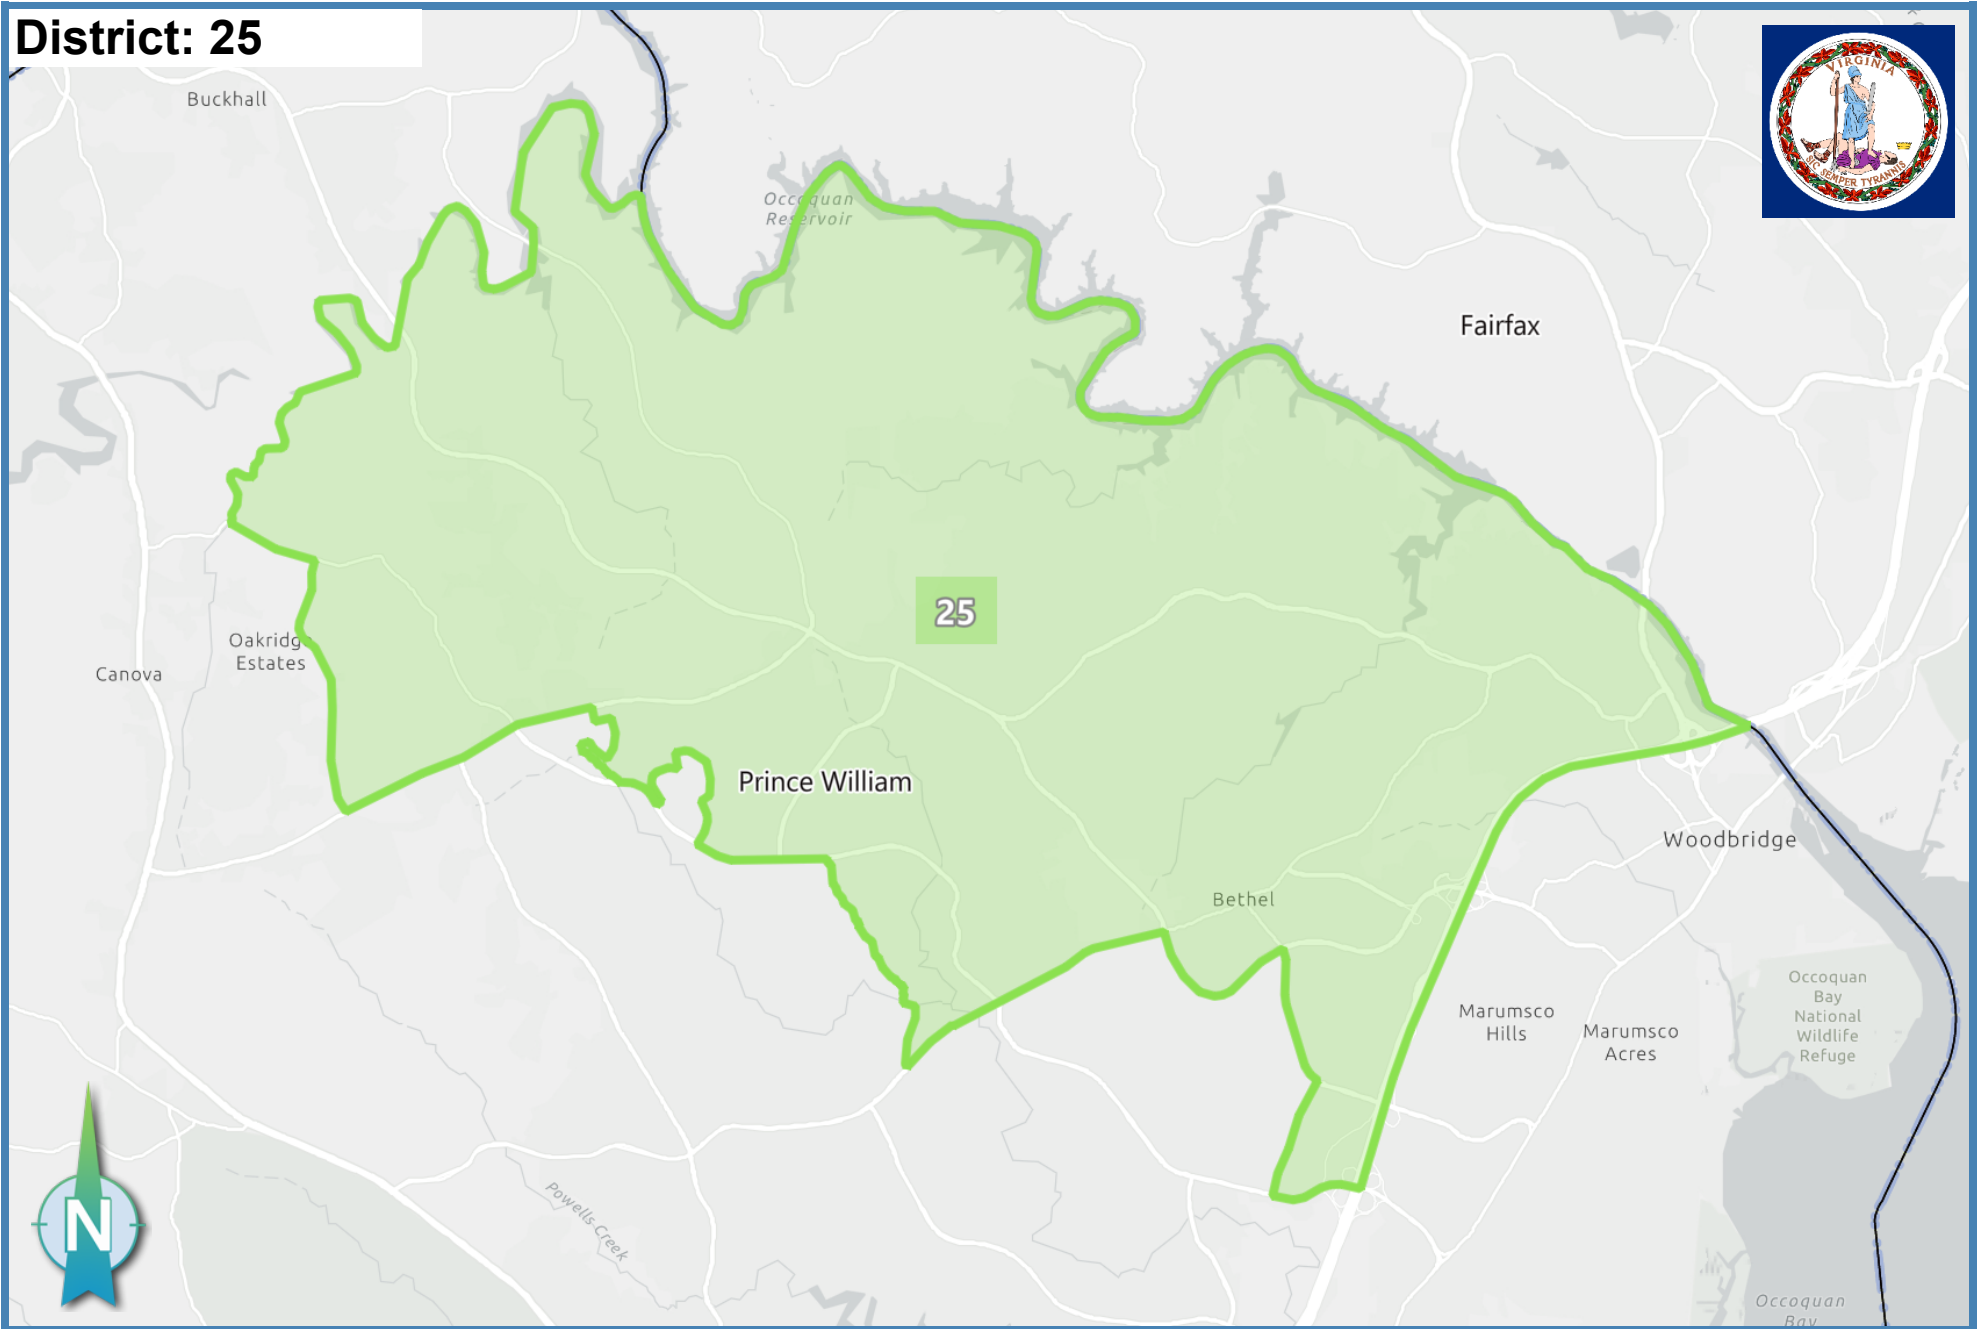 District: 25
Buckhall
VIRGINIA
SIC SEMPER TYRANNIS
Occoquan
Reservoir
Fairfax
25
Oakridge
Estates
Canova
Prince William
Woodbridge
Bethel
Occoquan
Bay
National
Wildlife
Refuge
Marumsco
Hills
Marumsco
Acres
N
Powells Creek
Occoquan
Bay